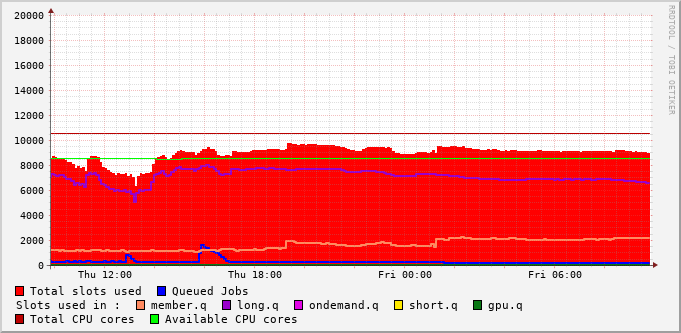 RRDTOOL / TOBI OETIKER
20000
18000
16000
14000
12000
10000
8000
6000
4000
2000
0
Thu 12:00 Thu 18:00 Fri 00:00 Fri 06:00
Total slots used Queued Jobs
Slots used in : member.q long.q ondemand.q short.q gpu.q
Total CPU cores Available CPU cores